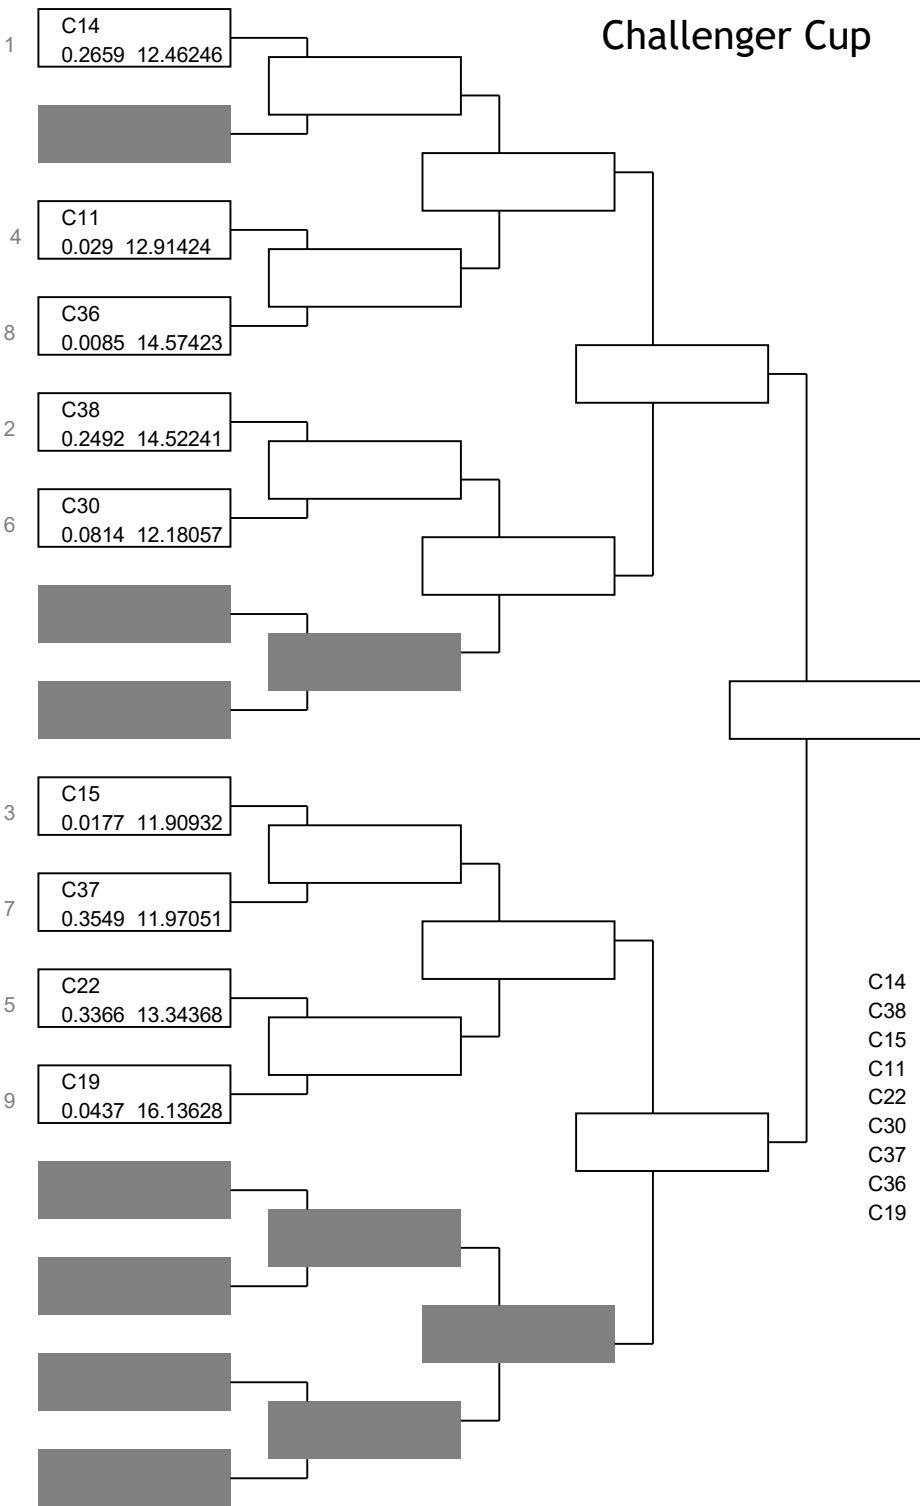 Challenger Cup
1
C14
0.2659 12.46246
4
C11
0.029 12.91424
8
C36
0.0085 14.57423
2
C38
0.2492 14.52241
6
C30
0.0814 12.18057
3
C15
0.0177 11.90932
7
C37
0.3549 11.97051
5
C22
0.3366 13.34368
9
C19
0.0437 16.13628
C14
C38
C15
C11
C22
C30
C37
C36
C19